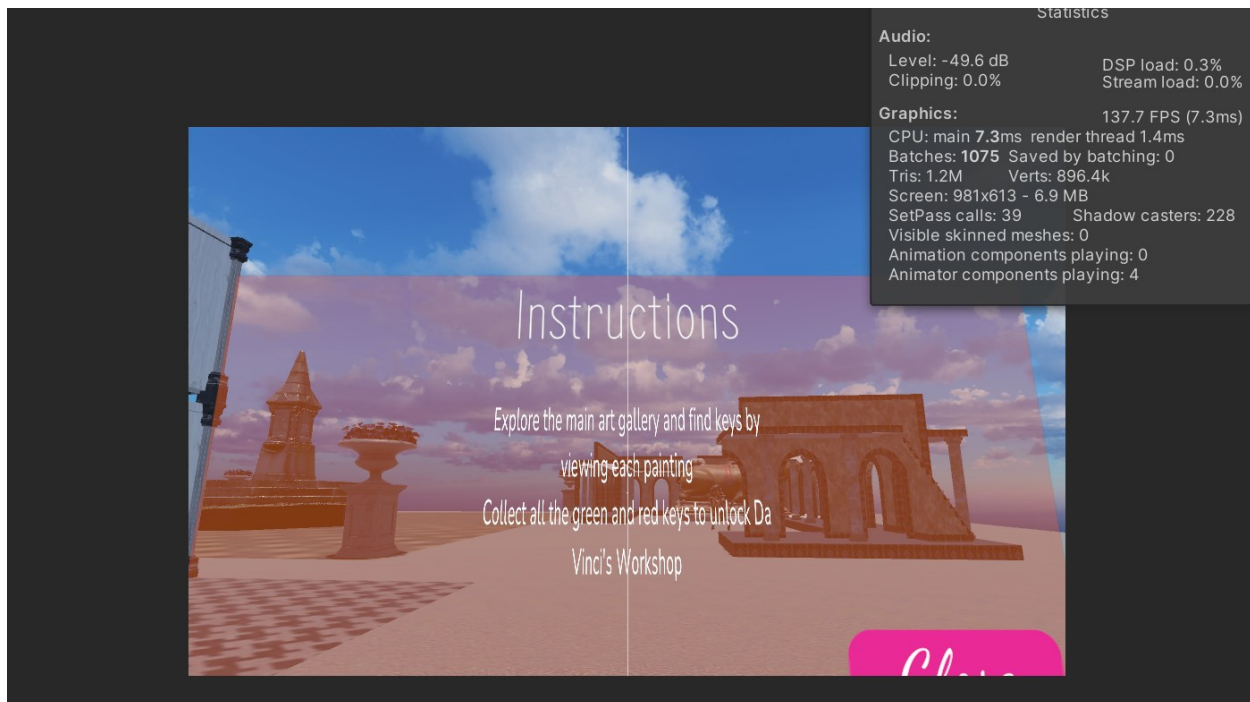 Statistics
Audio:
Level: -49.6 dB DSP load: 0.3%
Clipping: 0.0% Stream load: 0.0%
Graphics: 137.7 FPS (7.3ms)
CPU: main 7.3ms render thread 1.4ms
Batches: 1075 Saved by batching: 0
Tris: 1.2M Verts: 896.4k
Screen: 981x613 - 6.9 MB
SetPass calls: 39 Shadow casters: 228
Visible skinned meshes: 0
Animation components playing: 0
Animator components playing: 4
Instructions
Explore the main art gallery and find keys by
viewing each painting
Collect all the green and red keys to unlock Da
Vinci's Workshop